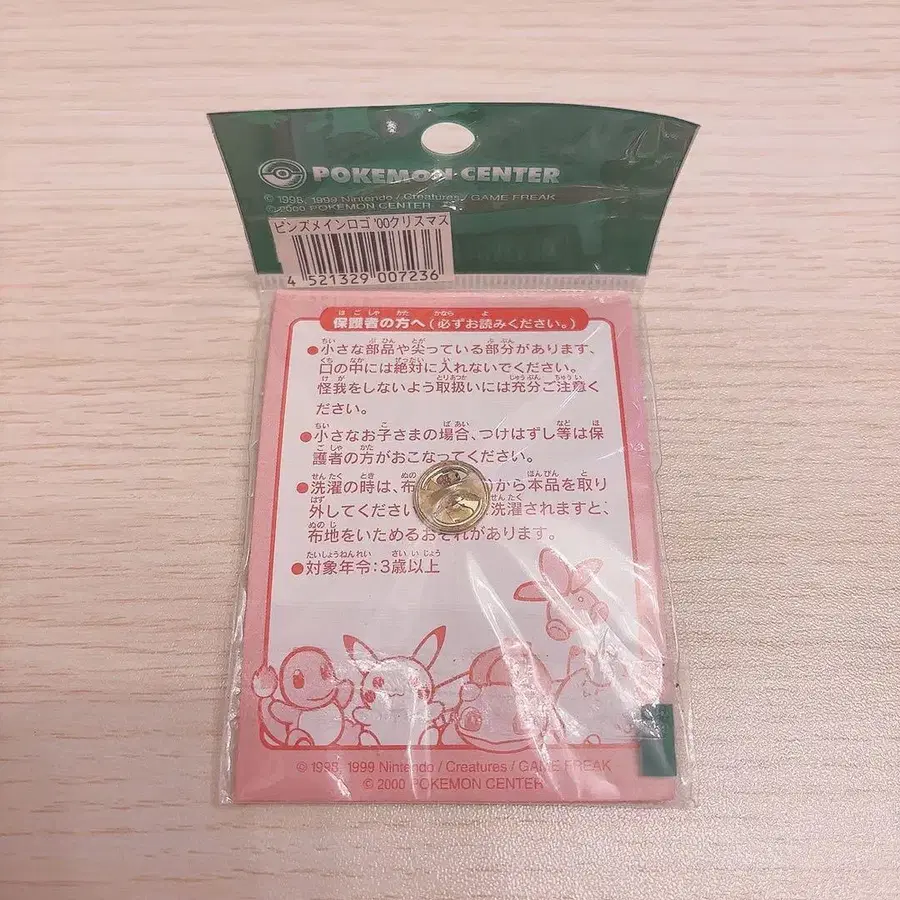 POKEMON CENTER
© 1995, 1999 Nintendo / Creatures / GAME FREAK
© 2000 POKEMON CENTER
ピンズメインロゴ '00クリスマス
4 521329 007236
保護者の方へ(必ずお読みください。)
●小さな部品や尖っている部分があります、
口の中には絶対に入れないでください。
怪我をしないよう取扱いには充分ご注意く
ださい。
●小さなお子さまの場合、つけはずし等は保
護者の方がおこなってください。
●洗濯の時は、布 から本品を取り
外してください 洗濯されますと、
布地をいためるおそれがあります。
●対象年令:3歳以上
© 1995, 1999 Nintendo / Creatures / GAME FREAK
© 2000 POKEMON CENTER